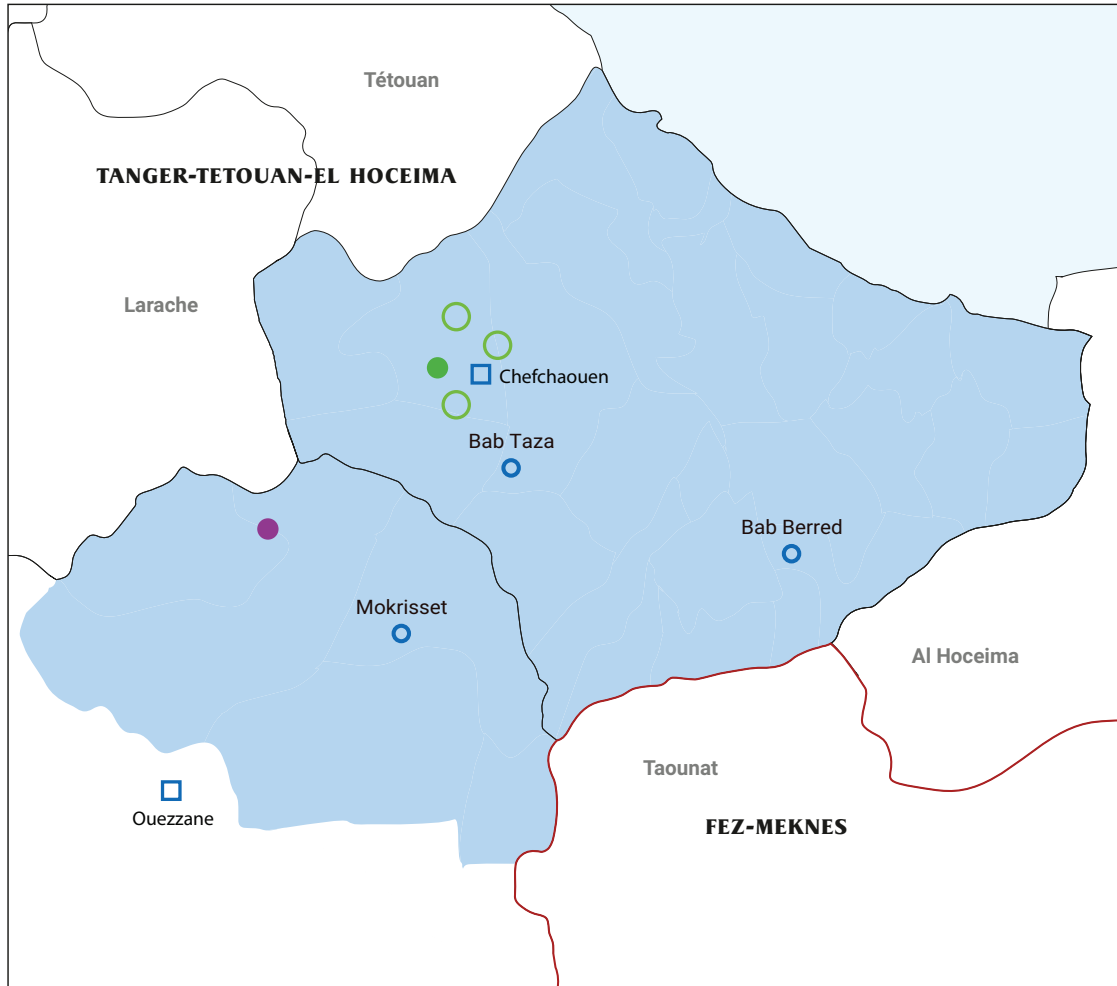 Tétouan
TANGER-TETOUAN-EL HOCEIMA
Larache
Chefchaouen
Bab Taza
Bab Berred
Mokrisset
Al Hoceima
Taounat
Ouezzane
FEZ-MEKNES